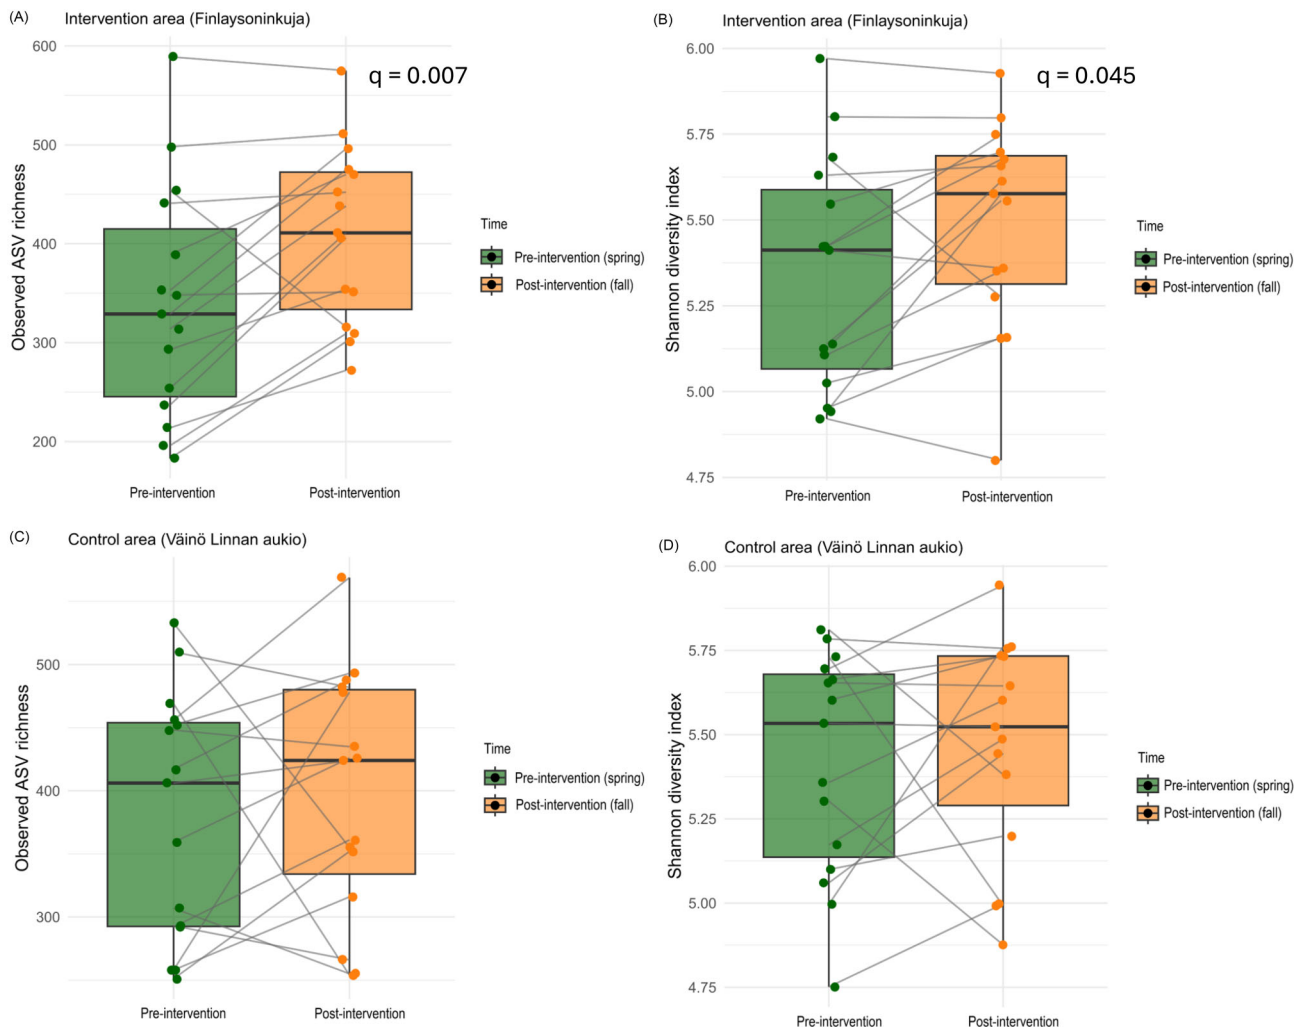 (A)
Intervention area (Finlaysoninkuja)
600
500
400
300
200
Observed ASV richness
q = 0.007
Time
Pre-intervention (spring)
Post-intervention (fall)
Pre-intervention
Post-intervention
(B)
Intervention area (Finlaysoninkuja)
6.00
5.75
5.50
5.25
5.00
4.75
Shannon diversity index
q = 0.045
Time
Pre-intervention (spring)
Post-intervention (fall)
Pre-intervention
Post-intervention
(C)
Control area (Väinö Linnan aukio)
500
400
300
Observed ASV richness
Time
Pre-intervention (spring)
Post-intervention (fall)
Pre-intervention
Post-intervention
(D)
Control area (Väinö Linnan aukio)
6.00
5.75
5.50
5.25
5.00
4.75
Shannon diversity index
Time
Pre-intervention (spring)
Post-intervention (fall)
Pre-intervention
Post-intervention